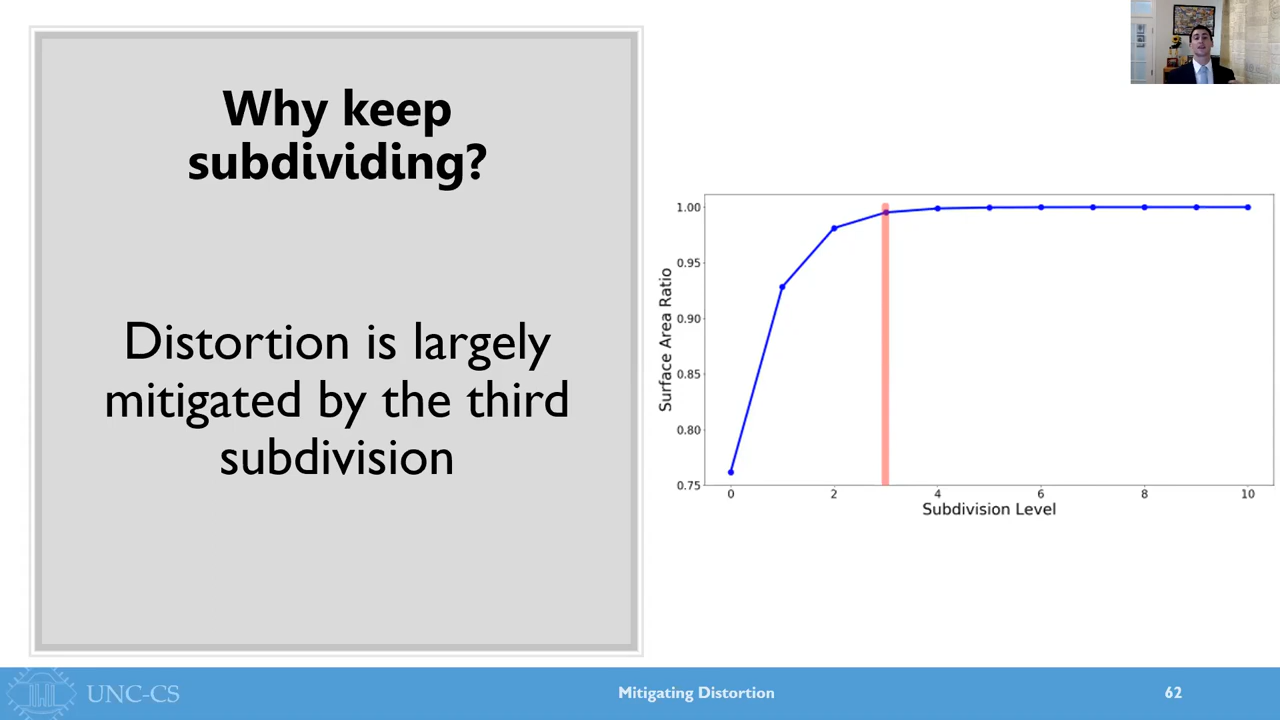 Why keep
subdividing?
Distortion is largely
mitigated by the third
subdivision
1.00
0.95
0.90
0.85
0.80
0.75
Surface Area Ratio
0 2 4 6 8 10
Subdivision Level
UNC-CS
Mitigating Distortion
62